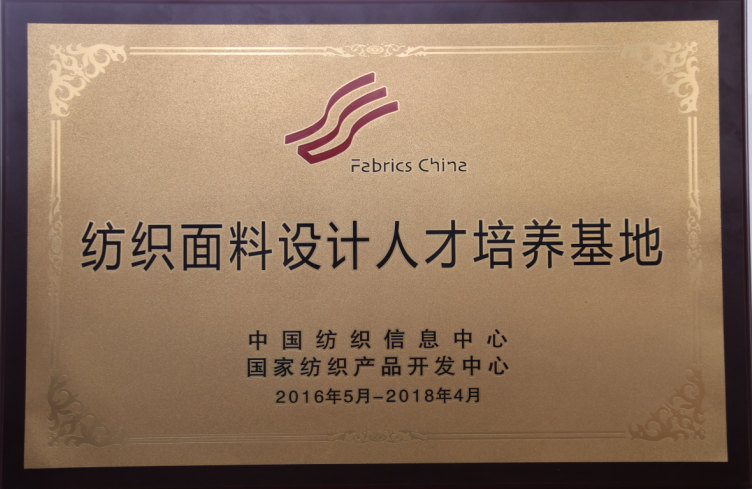 Fabrics China
纺织面料设计人才培养基地
中国纺织信息中心
国家纺织产品开发中心
2016年5月-2018年4月